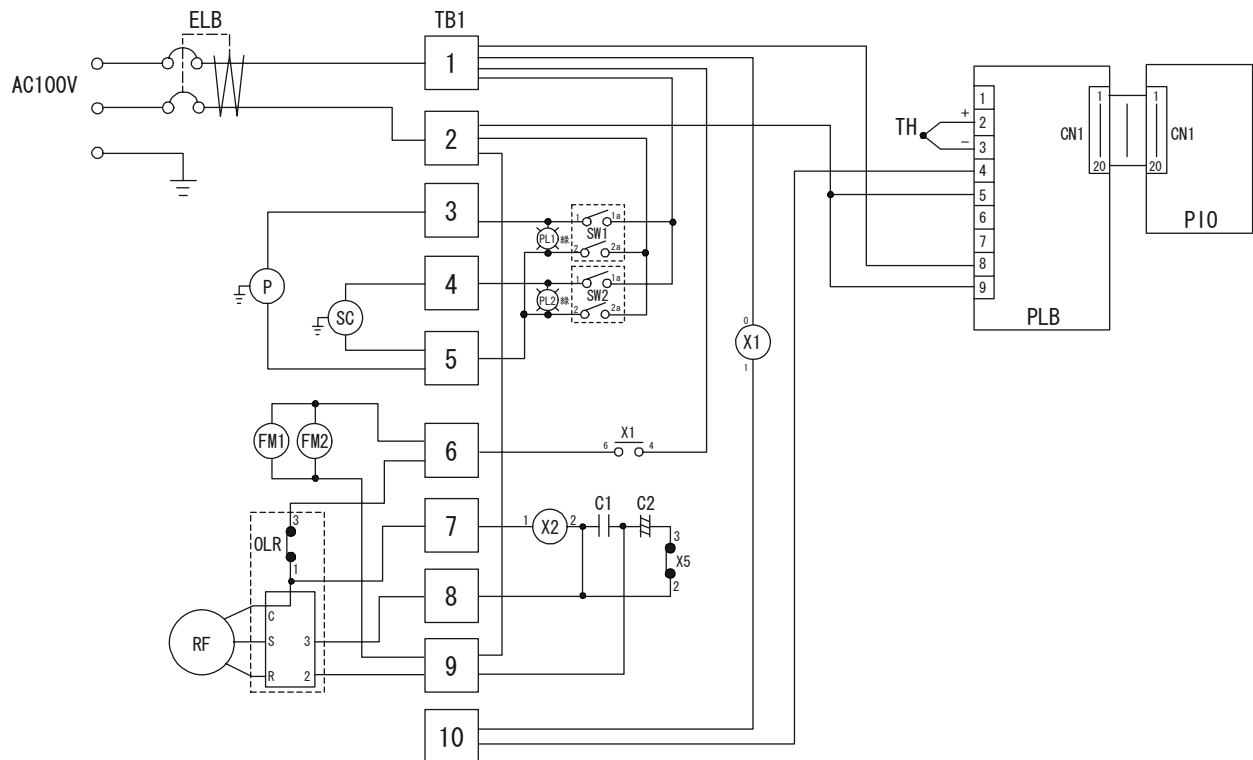 ELB
TB1
AC100V
1
2
3
4
5
6
7
8
9
10
P
SC
FM1
FM2
OLR
3
1
RF
C
S
R
3
2
PL1
緑
1
1a
SW1
2
2a
PL2
緑
1
1a
SW2
2
2a
0
X1
1
X1
6
4
1
X2
2
C1
C2
3
X5
2
TH
+
−
1
2
3
4
5
6
7
8
9
PLB
CN1
1
20
1
20
CN1
PIO